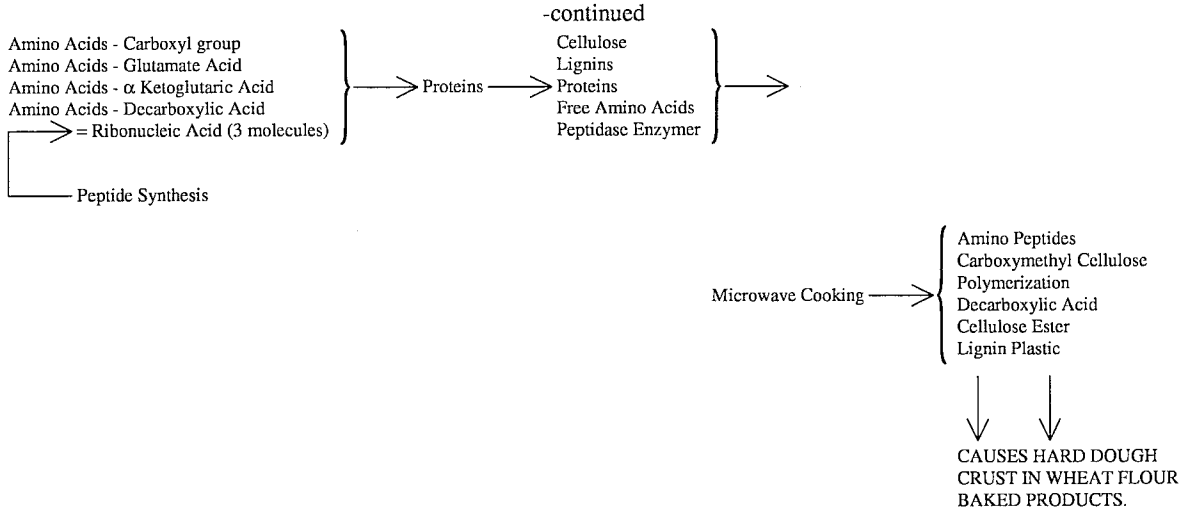 -continued
Amino Acids - Carboxyl group
Amino Acids - Glutamate Acid
Amino Acids - α Ketoglutaric Acid
Amino Acids - Decarboxylic Acid
= Ribonucleic Acid (3 molecules)
Peptide Synthesis
Proteins
Cellulose
Lignins
Proteins
Free Amino Acids
Peptidase Enzymer
Microwave Cooking
Amino Peptides
Carboxymethyl Cellulose
Polymerization
Decarboxylic Acid
Cellulose Ester
Lignin Plastic
CAUSES HARD DOUGH
CRUST IN WHEAT FLOUR
BAKED PRODUCTS.